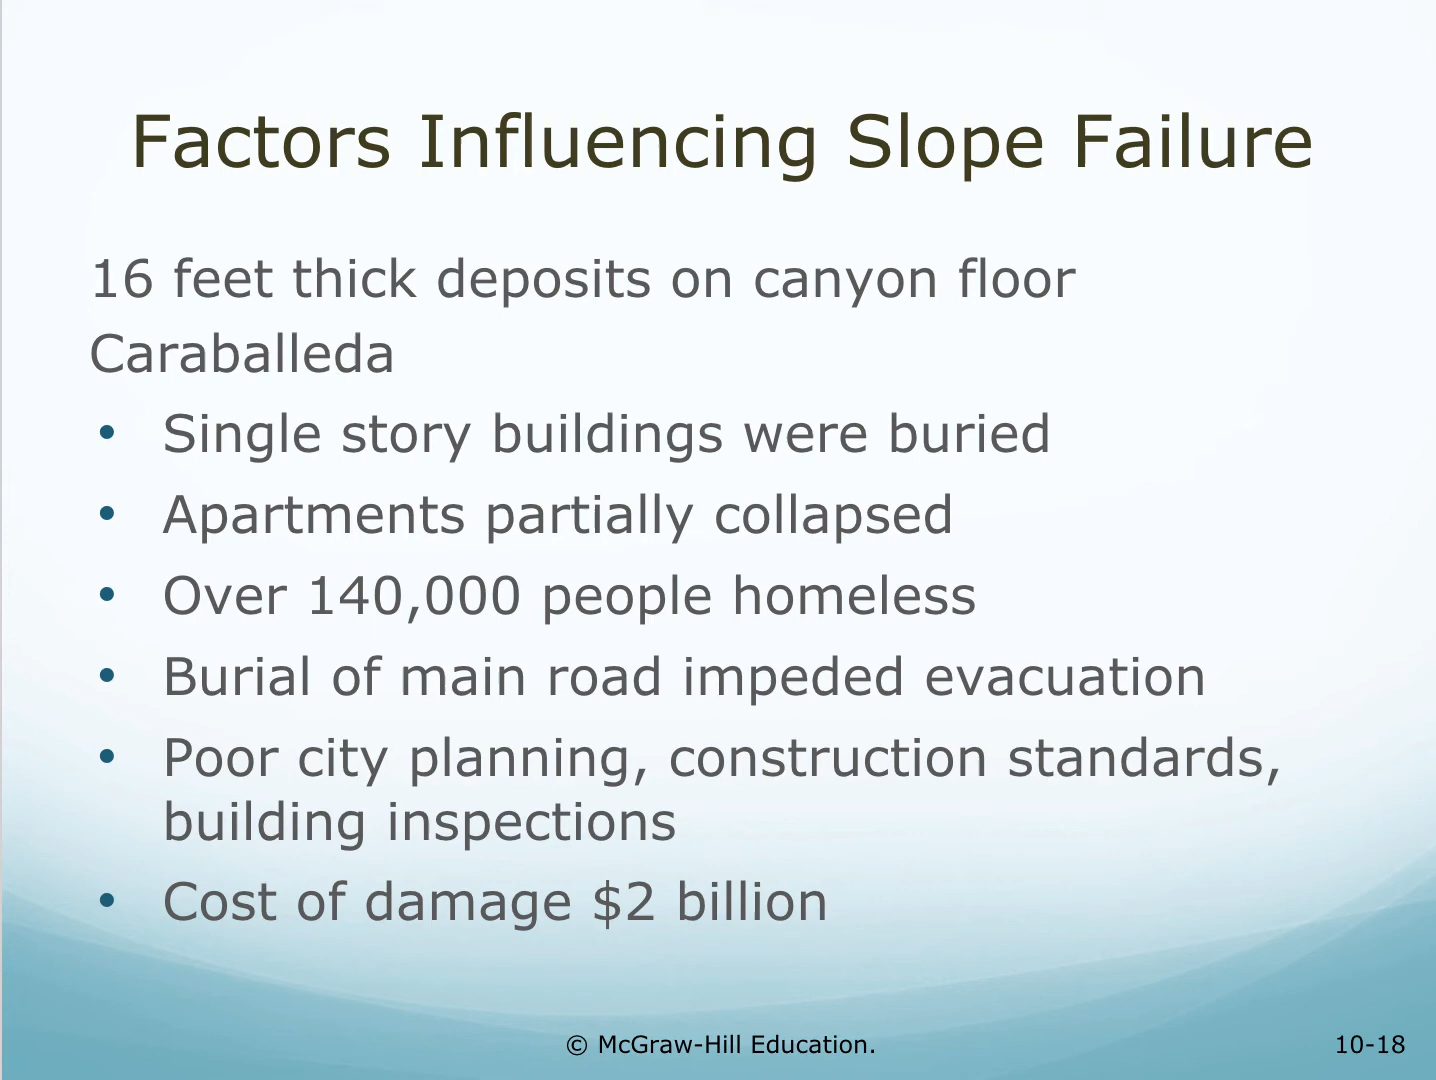 Factors Influencing Slope Failure
16 feet thick deposits on canyon floor
Caraballeda
• Single story buildings were buried
• Apartments partially collapsed
• Over 140,000 people homeless
• Burial of main road impeded evacuation
• Poor city planning, construction standards,
building inspections
• Cost of damage $2 billion
© McGraw-Hill Education.
10-18